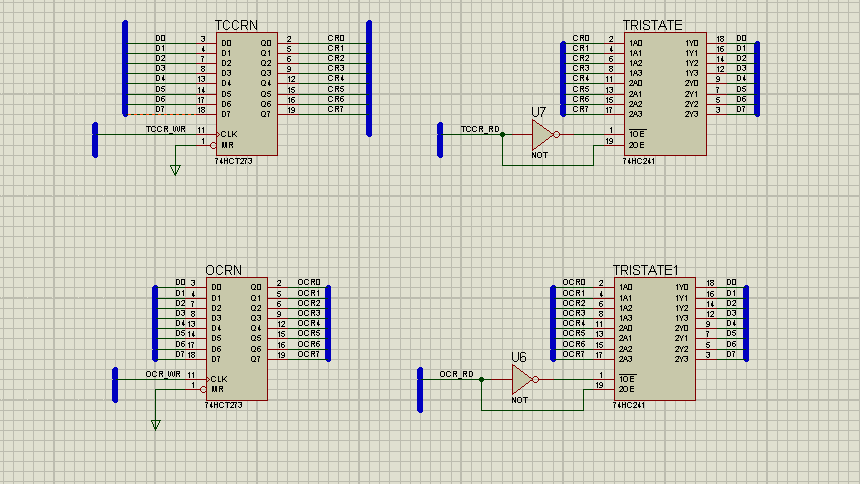 TCCRN
D0 3 D0 Q0 2 CR0
D1 4 D1 Q1 5 CR1
D2 7 D2 Q2 6 CR2
D3 8 D3 Q3 9 CR3
D4 13 D4 Q4 12 CR4
D5 14 D5 Q5 15 CR5
D6 17 D6 Q6 16 CR6
D7 18 D7 Q7 19 CR7
TCCR_WR 11 CLK
1 MR
74HCT273
TRISTATE
CR0 2 1A0 1Y0 18 D0
CR1 4 1A1 1Y1 16 D1
CR2 6 1A2 1Y2 14 D2
CR3 8 1A3 1Y3 12 D3
CR4 11 2A0 2Y0 9 D4
CR5 13 2A1 2Y1 7 D5
CR6 15 2A2 2Y2 5 D6
CR7 17 2A3 2Y3 3 D7
U7
TCCR_RD 1 1OE
19 2OE
NOT
74HC241
OCRN
D0 3 D0 Q0 2 OCR0
D1 4 D1 Q1 5 OCR1
D2 7 D2 Q2 6 OCR2
D3 8 D3 Q3 9 OCR3
D4 13 D4 Q4 12 OCR4
D5 14 D5 Q5 15 OCR5
D6 17 D6 Q6 16 OCR6
D7 18 D7 Q7 19 OCR7
OCR_WR 11 CLK
1 MR
74HCT273
TRISTATE1
OCR0 2 1A0 1Y0 18 D0
OCR1 4 1A1 1Y1 16 D1
OCR2 6 1A2 1Y2 14 D2
OCR3 8 1A3 1Y3 12 D3
OCR4 11 2A0 2Y0 9 D4
OCR5 13 2A1 2Y1 7 D5
OCR6 15 2A2 2Y2 5 D6
OCR7 17 2A3 2Y3 3 D7
U6
OCR_RD 1 1OE
19 2OE
NOT
74HC241